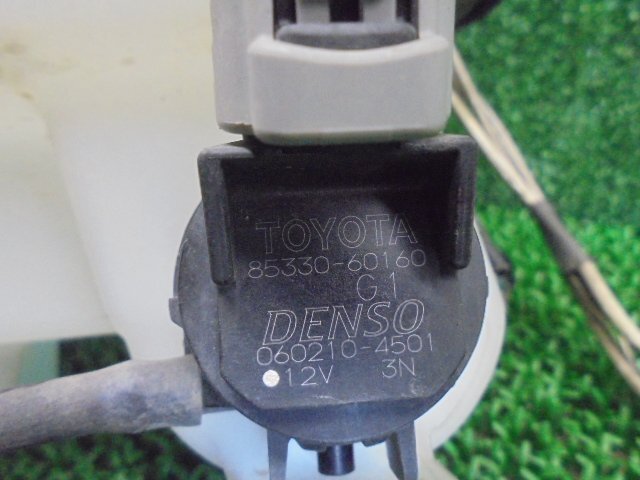 TOYOTA
85330-60160
G1
DENSO
060210-4501
12V 3N